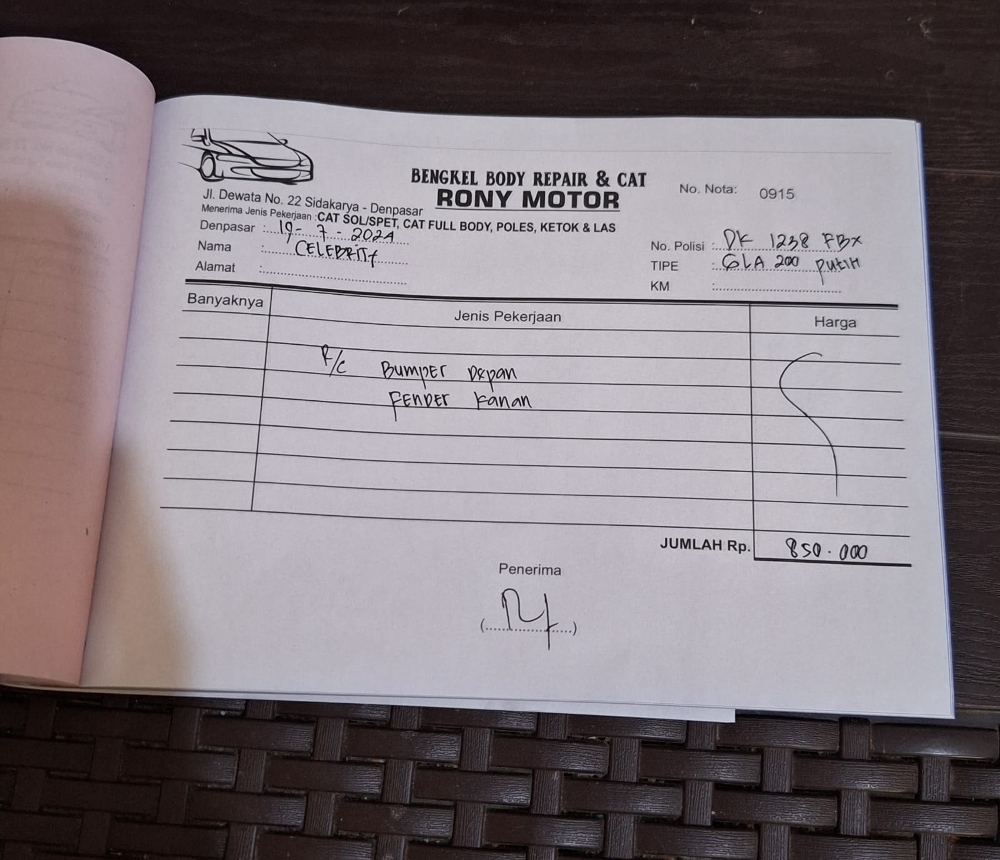 BENGKEL BODY REPAIR & CAT
RONY MOTOR
No. Nota: 0915
Jl. Dewata No. 22 Sidakarya - Denpasar
Menerima Jenis Pekerjaan : CAT SOL/SPET, CAT FULL BODY, POLES, KETOK & LAS
Denpasar : 19 - 7 - 2024
Nama : CELEBRITY
Alamat :
No. Polisi : DK 1238 FBX
TIPE : GLA 200 PUTIH
KM :
Banyaknya Jenis Pekerjaan Harga
R/C Bumper Depan
Fender Kanan
JUMLAH Rp. 850.000
Penerima
(....................)